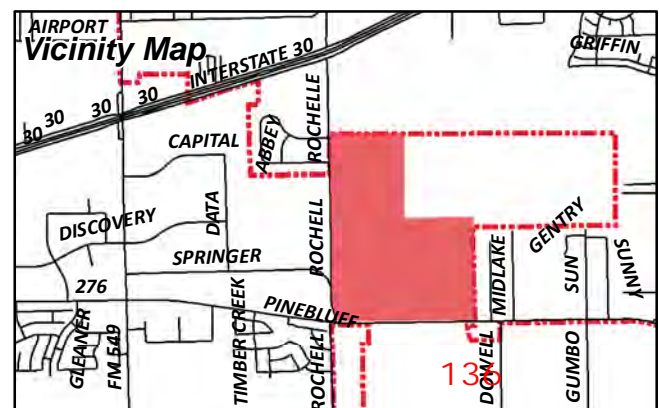 AIRPORT
Vicinity Map
GRIFFIN
INTERSTATE 30
30 30 30 30
CAPITAL
ABBEY
ROCHELLE
DISCOVERY
DATA
ROCHELL
SPRINGER
GENTRY
MIDLAKE
SUN
SUNNY
276
PINEBLUFF
GLEANER
FM 549
TIMBER CREEK
ROCHELL
DOWELL
GUMBO
136